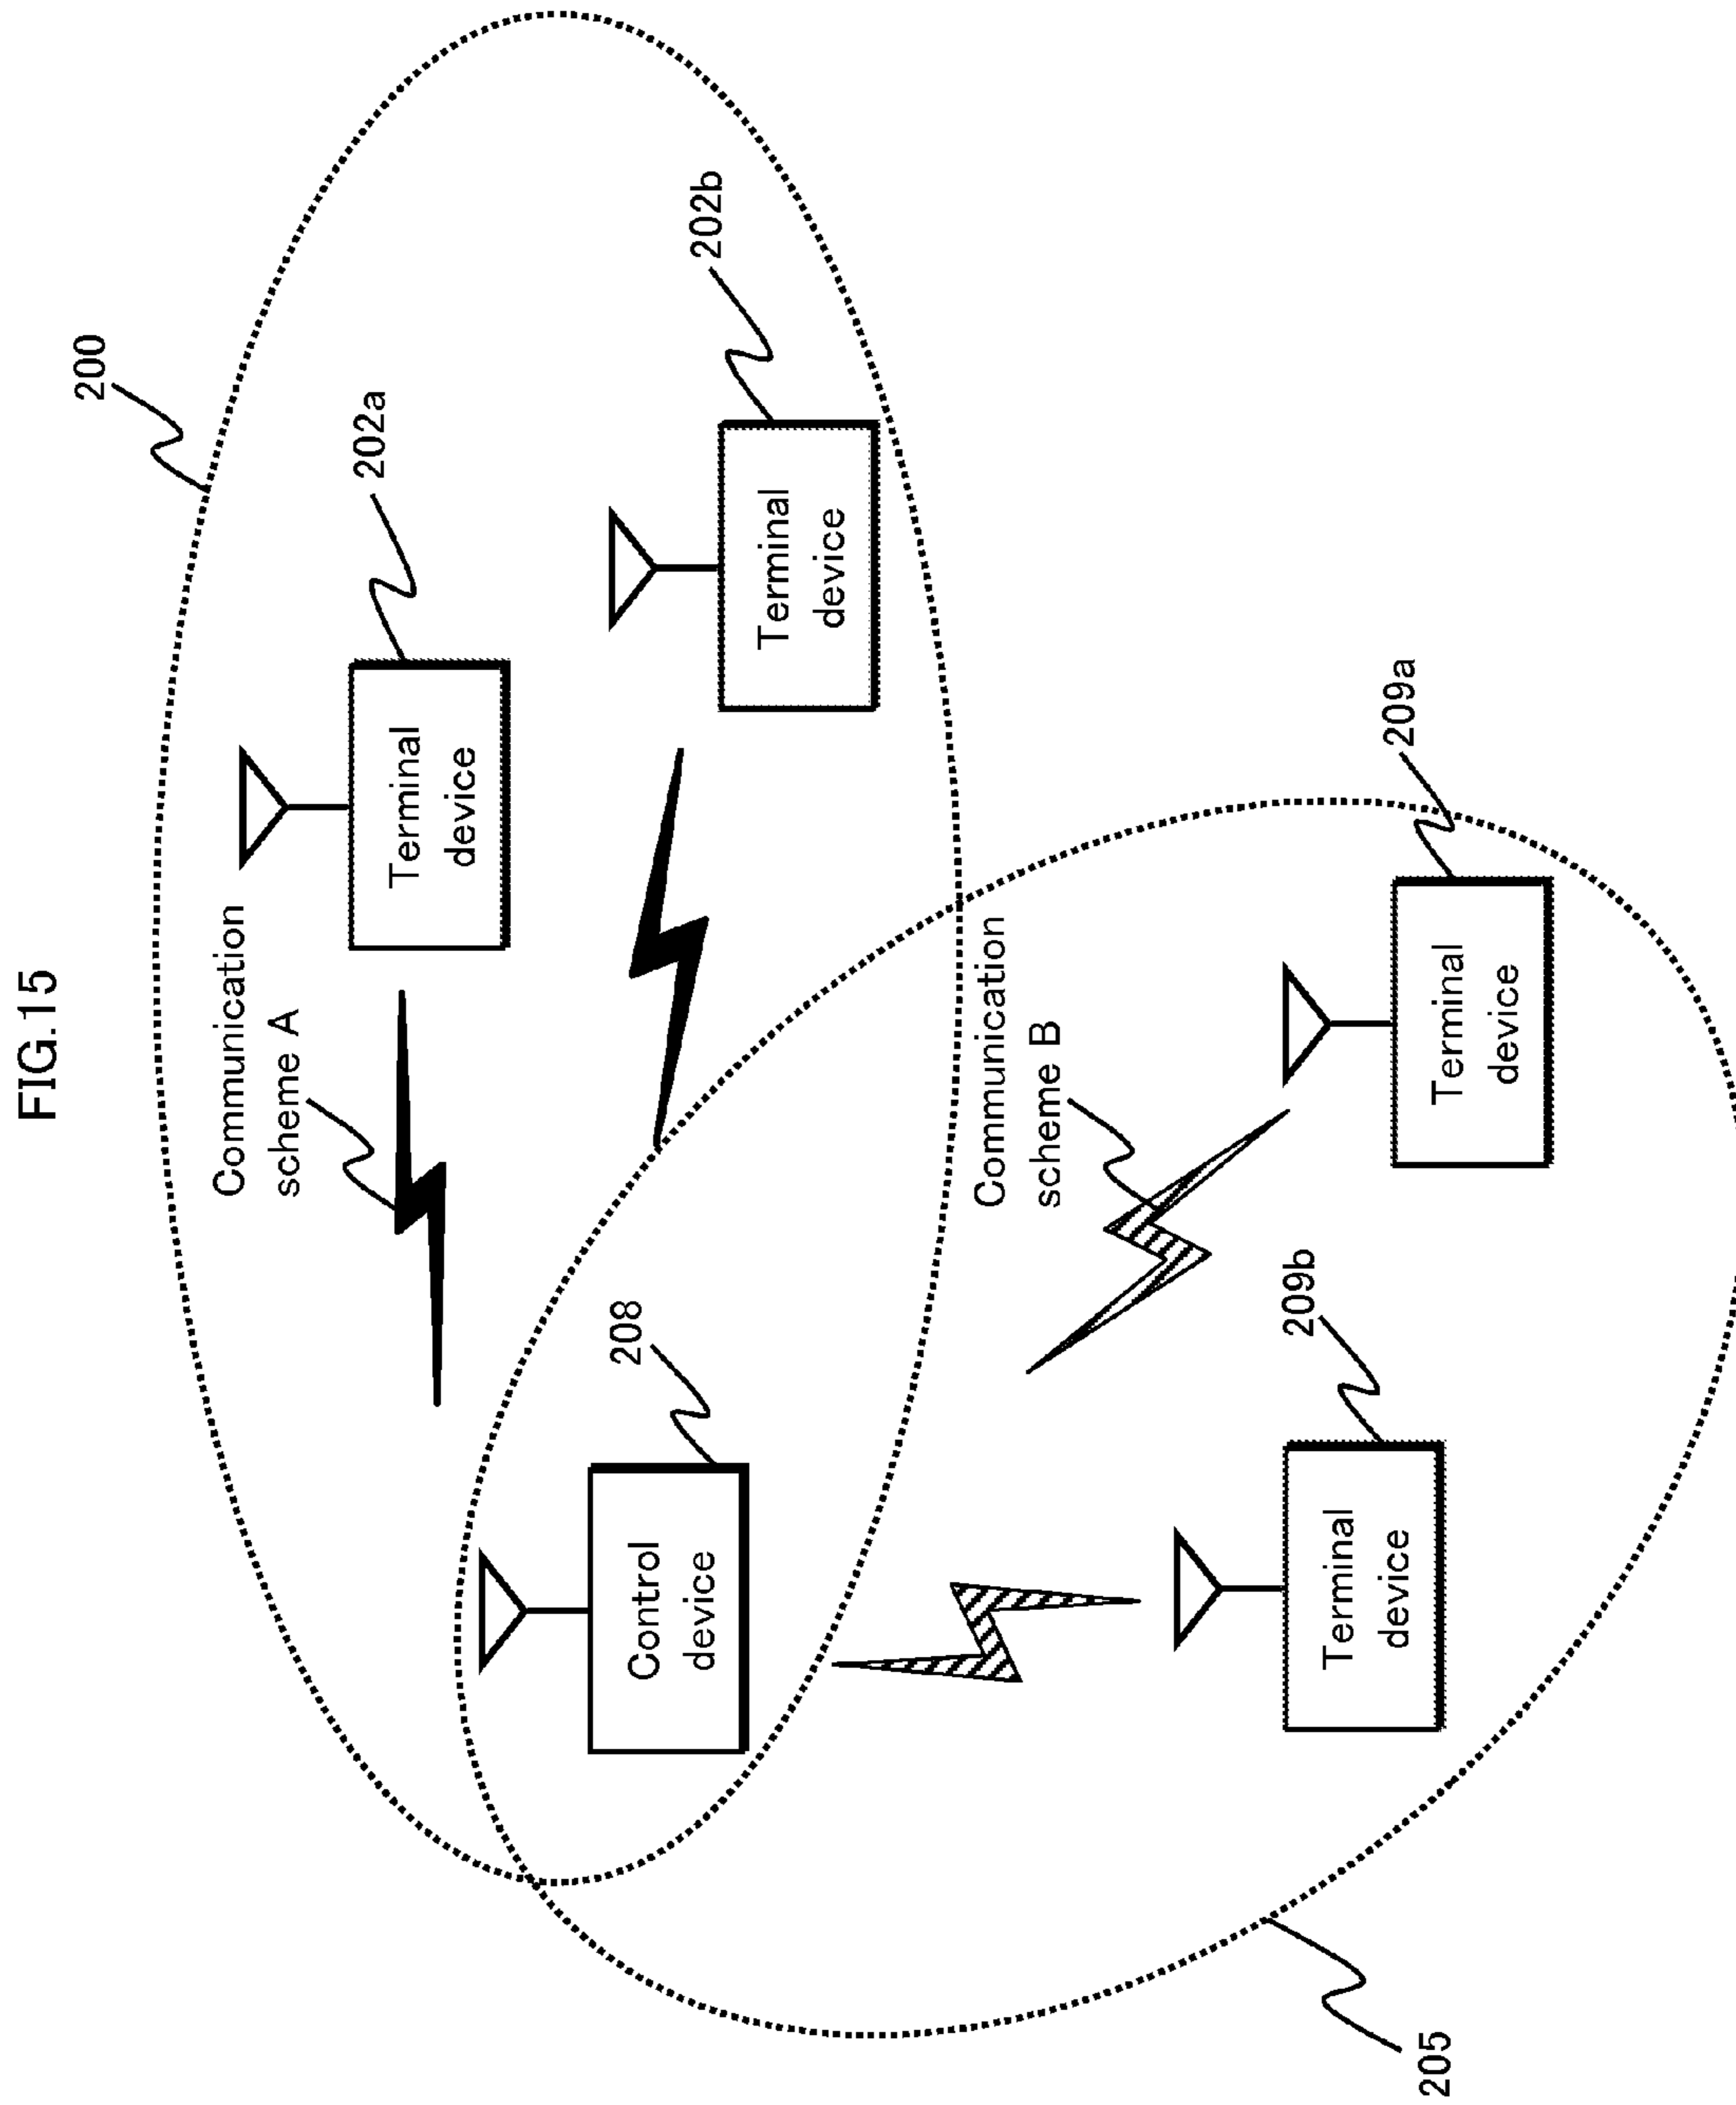 FIG.15
200
Communication
scheme A
202a
Terminal
device
202b
Terminal
device
208
Control
device
Communication
scheme B
209a
Terminal
device
209b
Terminal
device
205